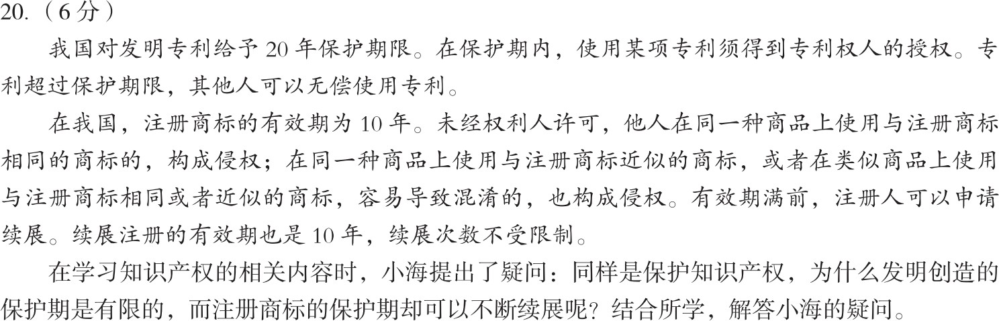 20.（6分）
我国对发明专利给予 20 年保护期限。在保护期内，使用某项专利须得到专利权人的授权。专
利超过保护期限，其他人可以无偿使用专利。
在我国，注册商标的有效期为 10 年。未经权利人许可，他人在同一种商品上使用与注册商标
相同的商标的，构成侵权；在同一种商品上使用与注册商标近似的商标，或者在类似商品上使用
与注册商标相同或者近似的商标，容易导致混淆的，也构成侵权。有效期满前，注册人可以申请
续展。续展注册的有效期也是 10 年，续展次数不受限制。
在学习知识产权的相关内容时，小海提出了疑问：同样是保护知识产权，为什么发明创造的
保护期是有限的，而注册商标的保护期却可以不断续展呢？结合所学，解答小海的疑问。